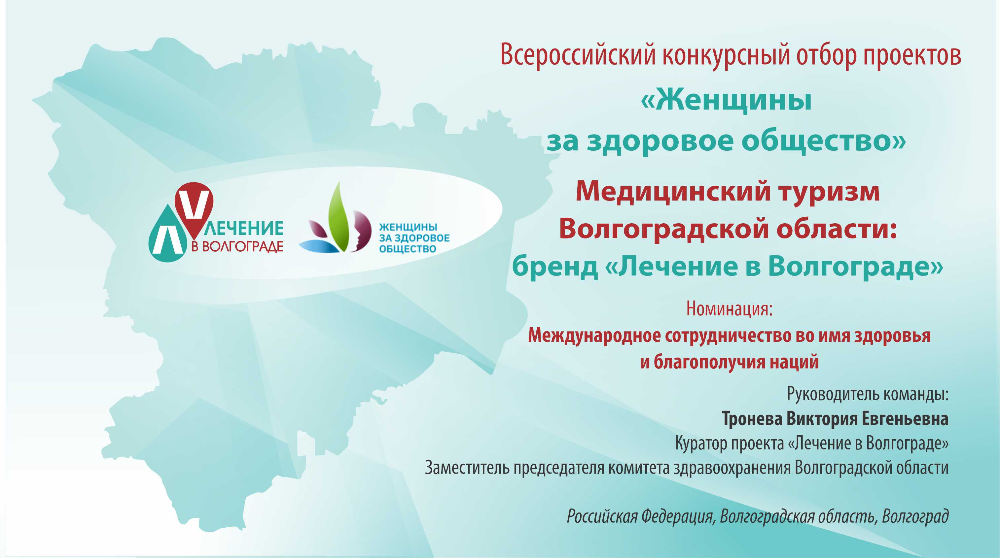 Всероссийский конкурсный отбор проектов
«Женщины
за здоровое общество»
Медицинский туризм
Волгоградской области:
бренд «Лечение в Волгограде»
Л V ЛЕЧЕНИЕ
В ВОЛГОГРАДЕ
ЖЕНЩИНЫ
ЗА ЗДОРОВОЕ
ОБЩЕСТВО
Номинация:
Международное сотрудничество во имя здоровья
и благополучия наций
Руководитель команды:
Тронева Виктория Евгеньевна
Куратор проекта «Лечение в Волгограде»
Заместитель председателя комитета здравоохранения Волгоградской области
Российская Федерация, Волгоградская область, Волгоград